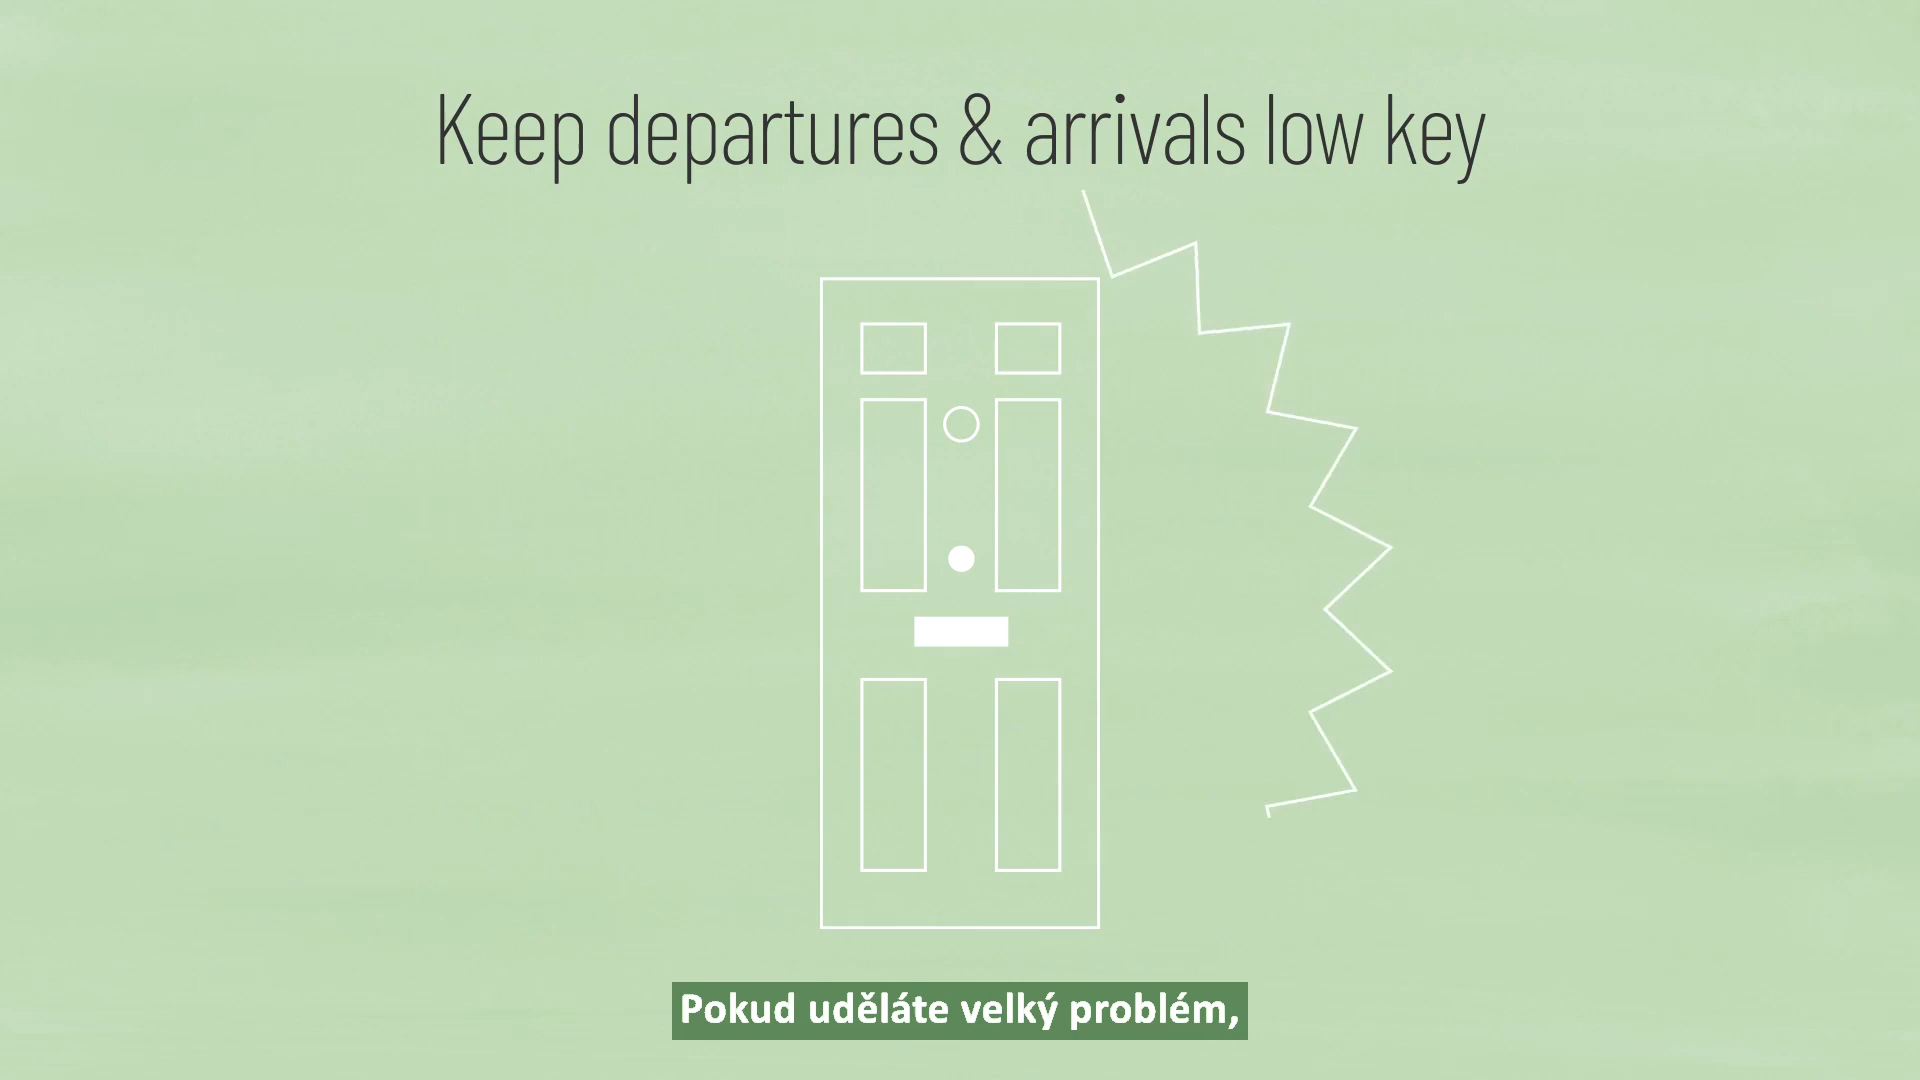 Keep departures & arrivals low key
Pokud uděláte velký problém,